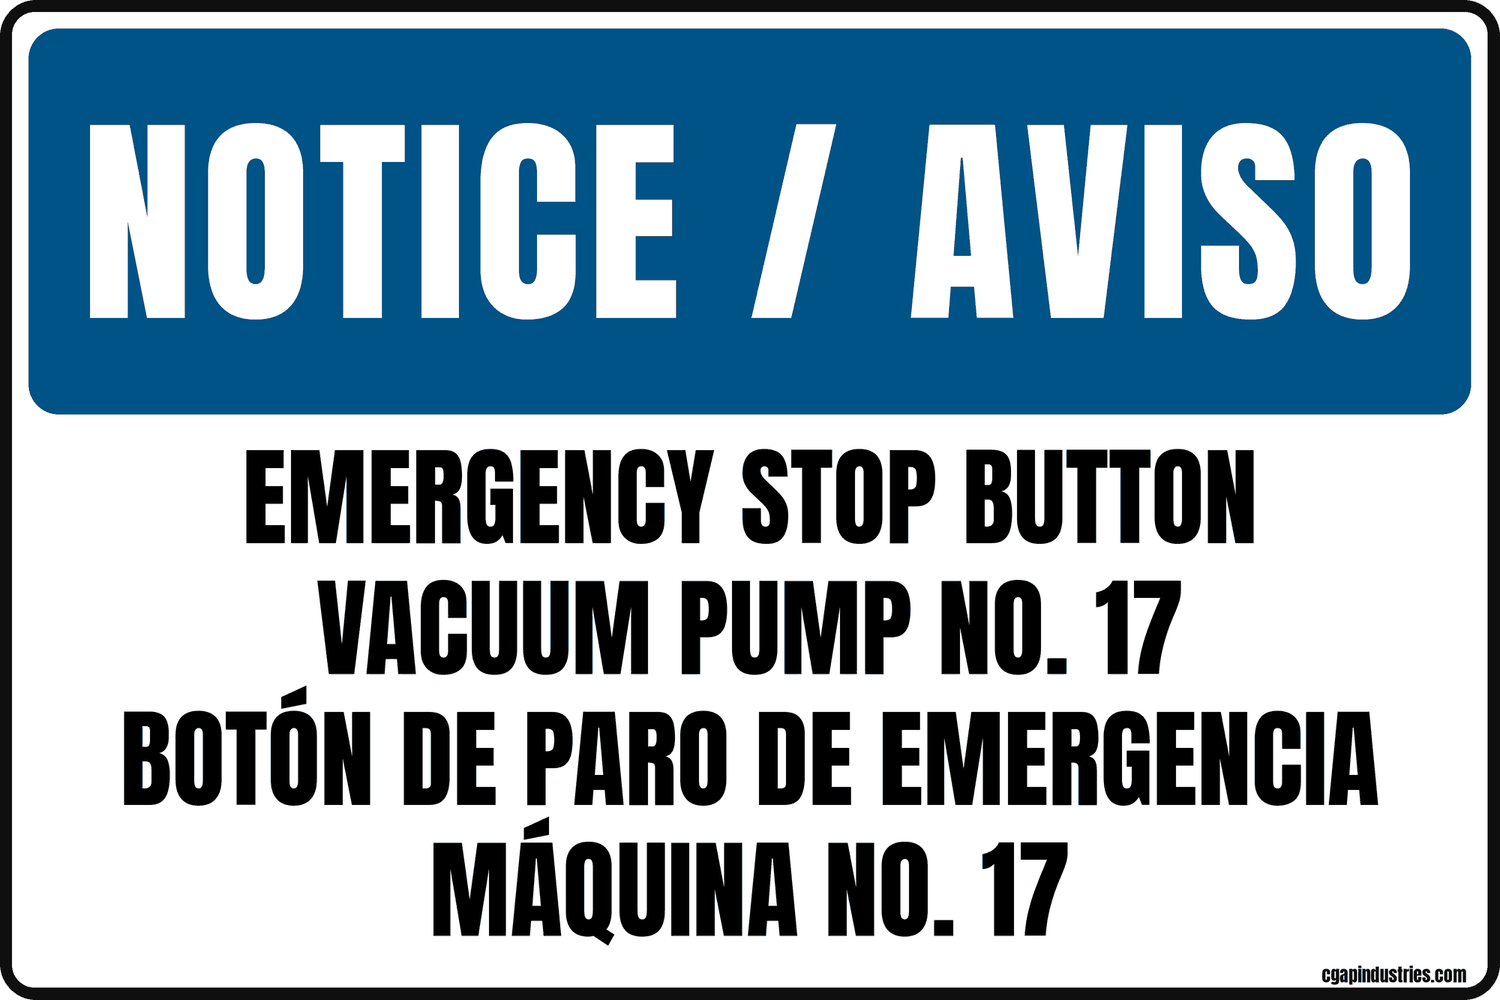 NOTICE / AVISO
EMERGENCY STOP BUTTON
VACUUM PUMP NO. 17
BOTÓN DE PARO DE EMERGENCIA
MÁQUINA NO. 17
cgapindustries.com